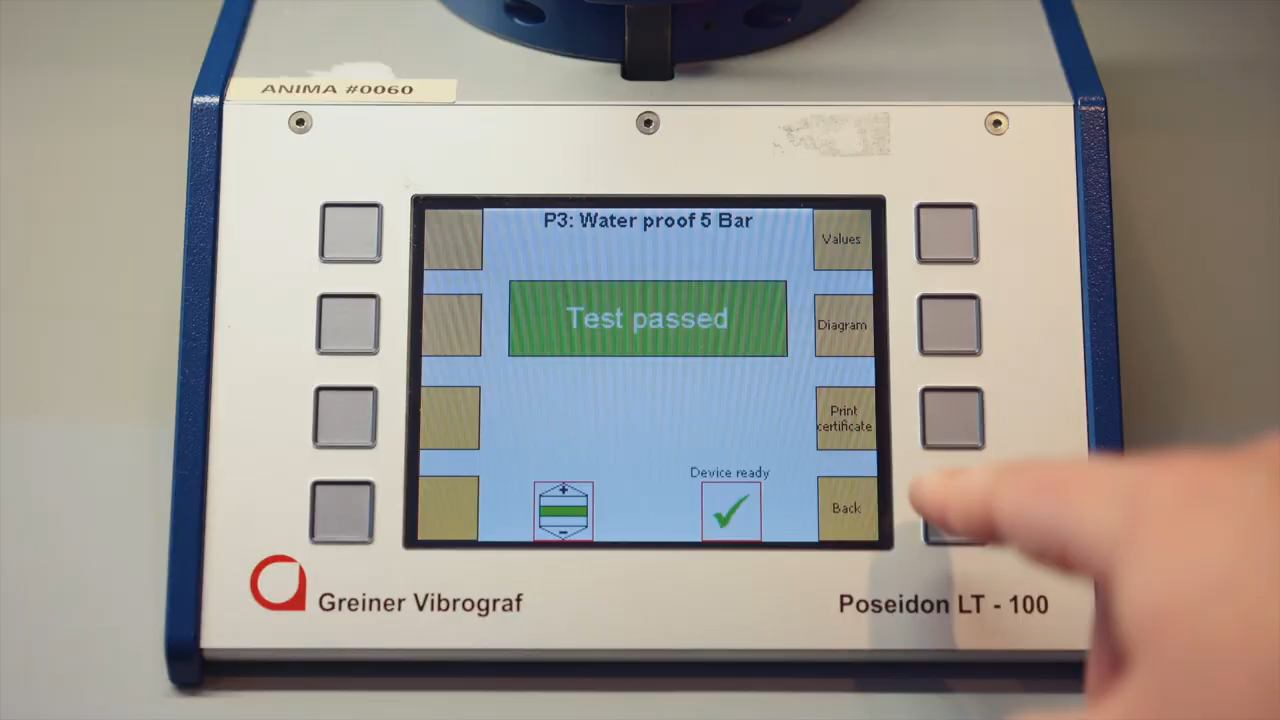 ANIMA #0060
P3: Water proof 5 Bar
Values
Test passed
Diagram
Print
certificate
Device ready
Back
Greiner Vibrograf
Poseidon LT - 100